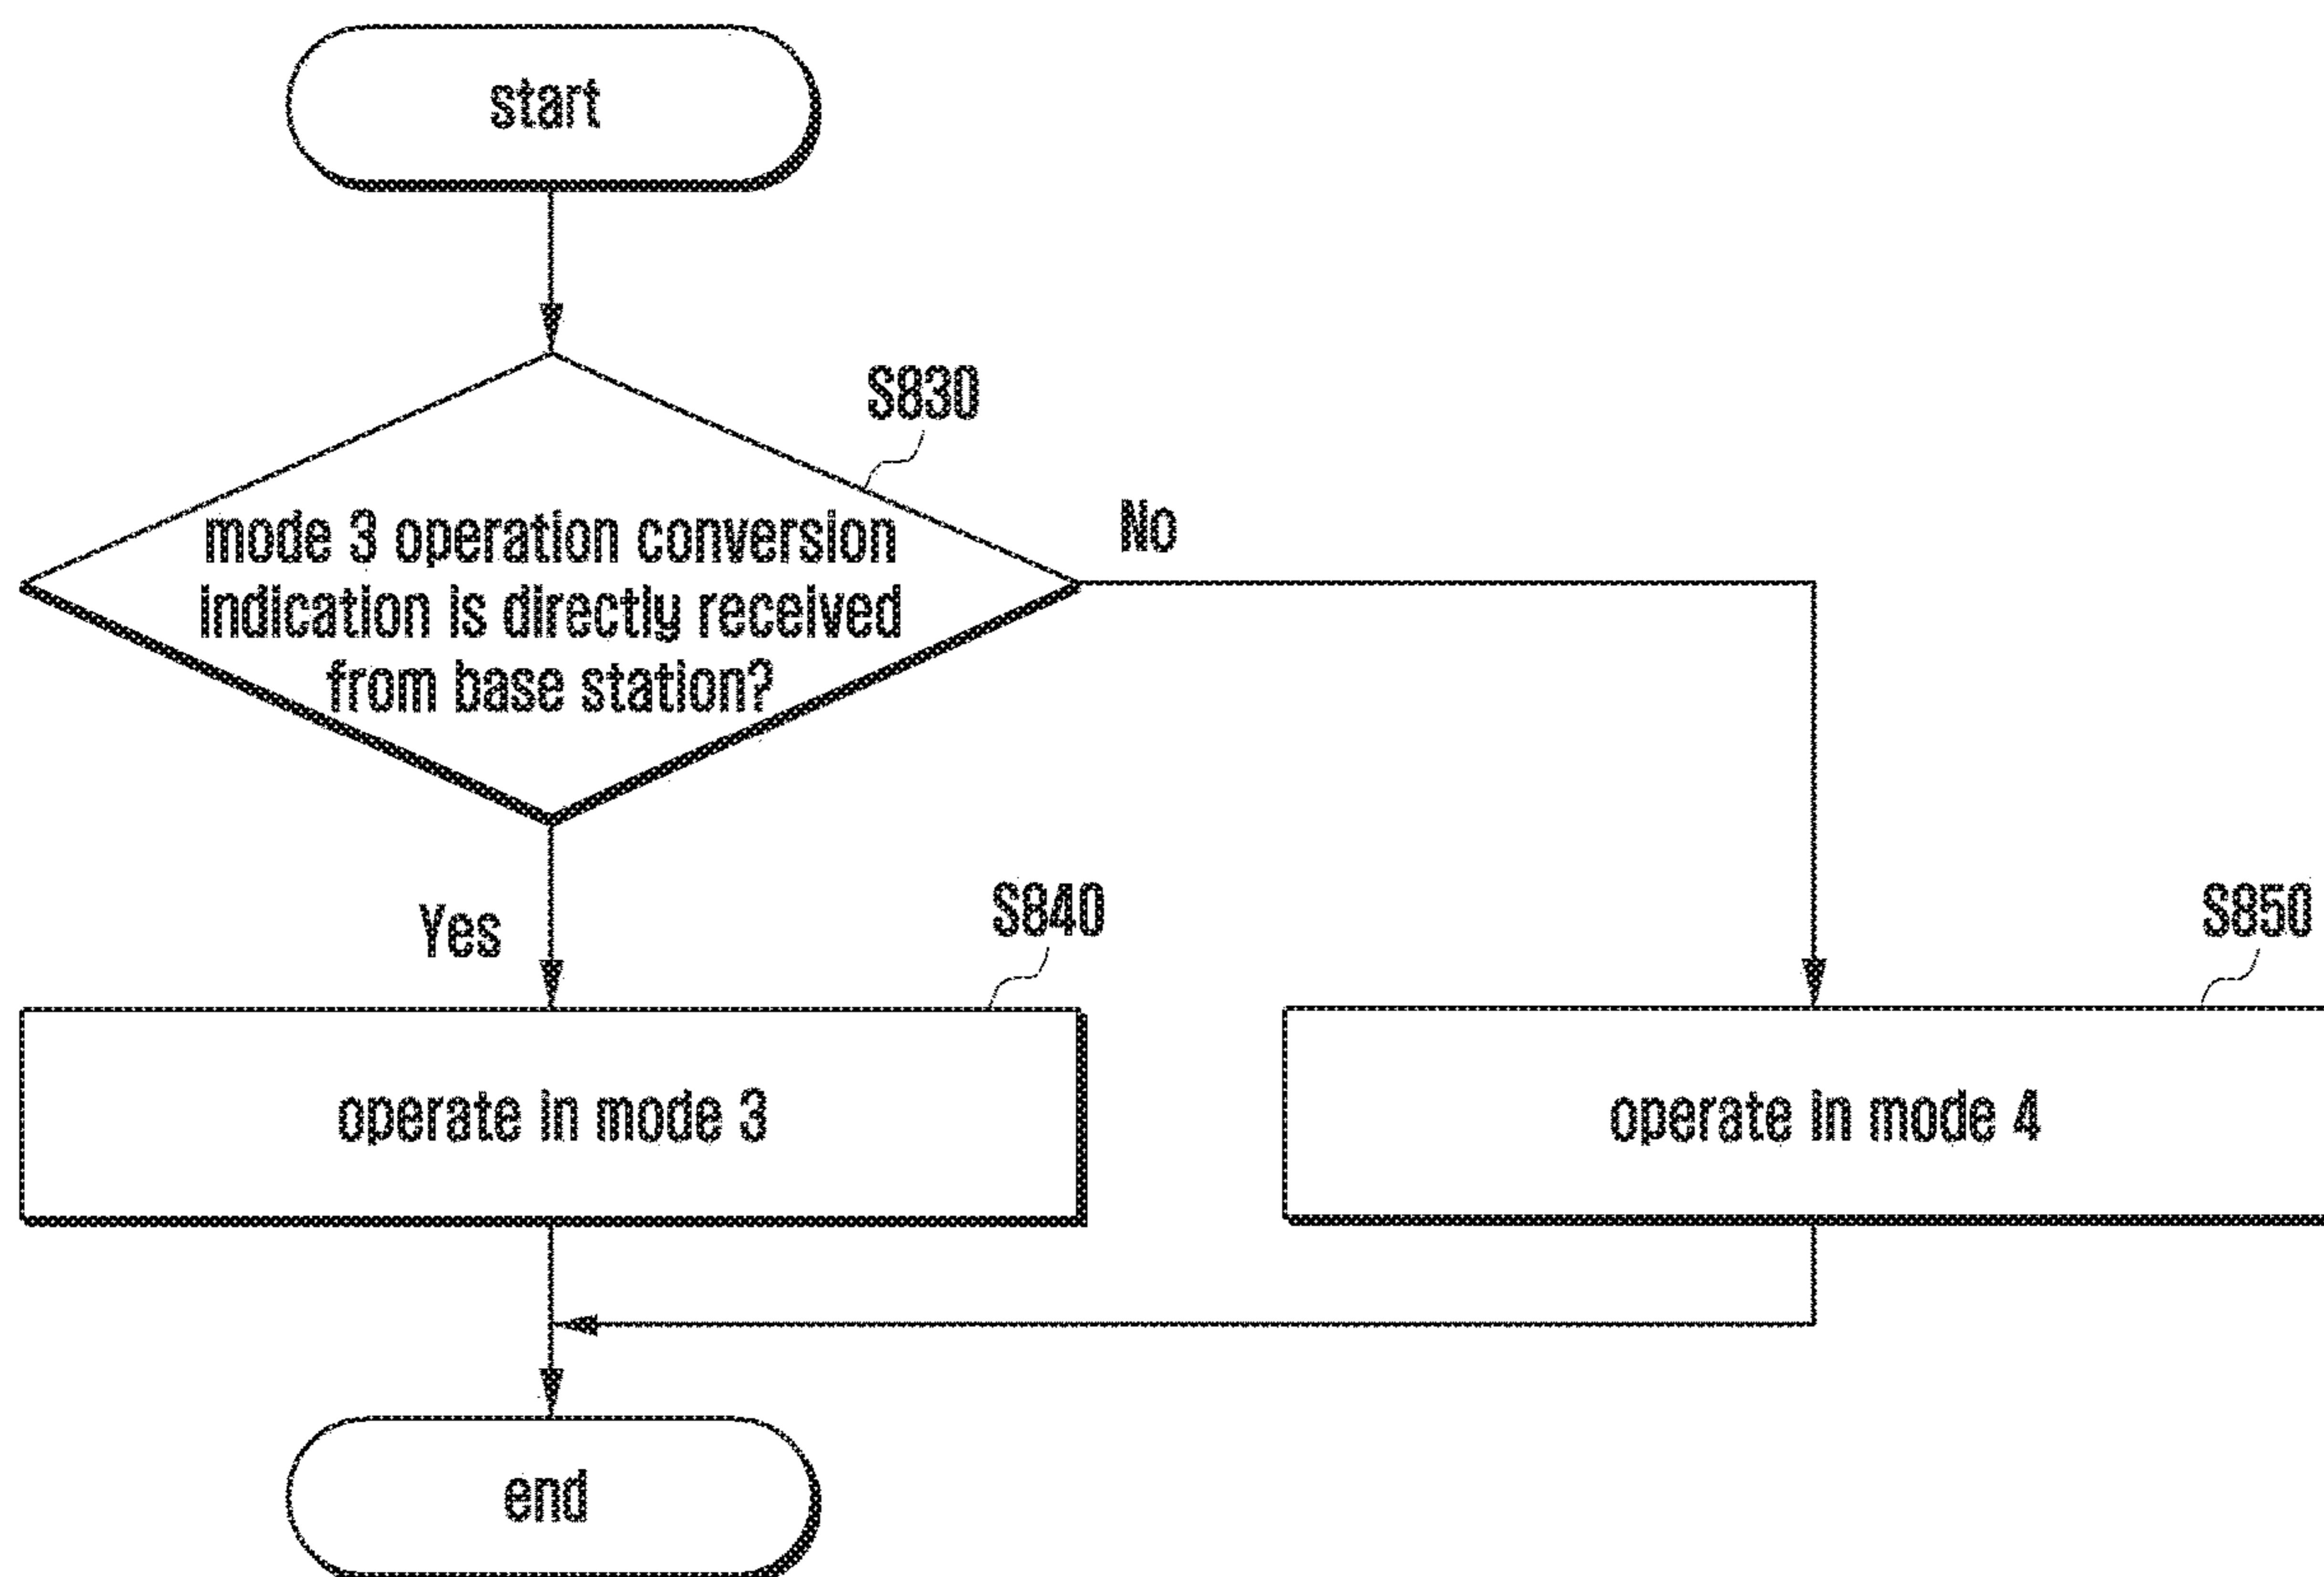 start
S830
mode 3 operation conversion
indication is directly received
from base station?
No
Yes
S840
S850
operate in mode 3
operate in mode 4
end